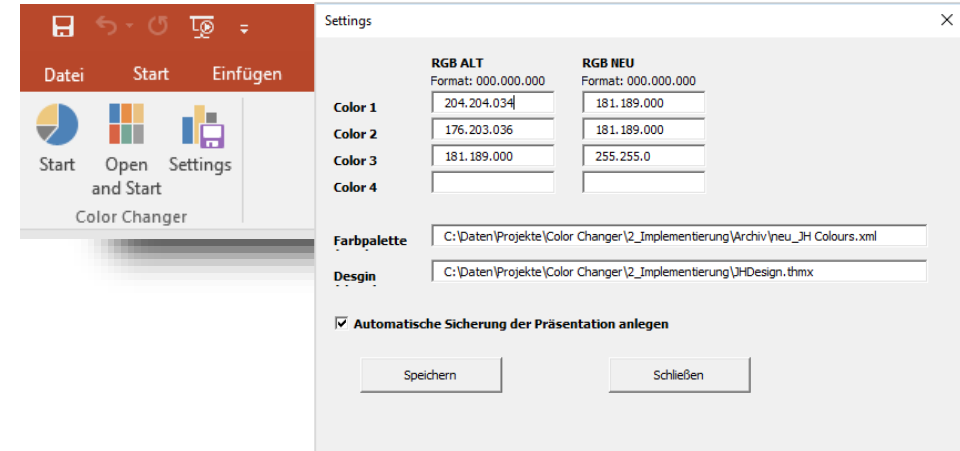 Datei Start Einfügen
Start Open and Start Settings
Color Changer
Settings
RGB ALT RGB NEU
Format: 000.000.000 Format: 000.000.000
Color 1 204.204.034 181.189.000
Color 2 176.203.036 181.189.000
Color 3 181.189.000 255.255.0
Color 4
Farbpalette C:\Daten\Projekte\Color Changer\2_Implementierung\Archiv\neu_JH Colours.xml
Desgin C:\Daten\Projekte\Color Changer\2_Implementierung\JHDesign.thmx
Automatische Sicherung der Präsentation anlegen
Speichern Schließen